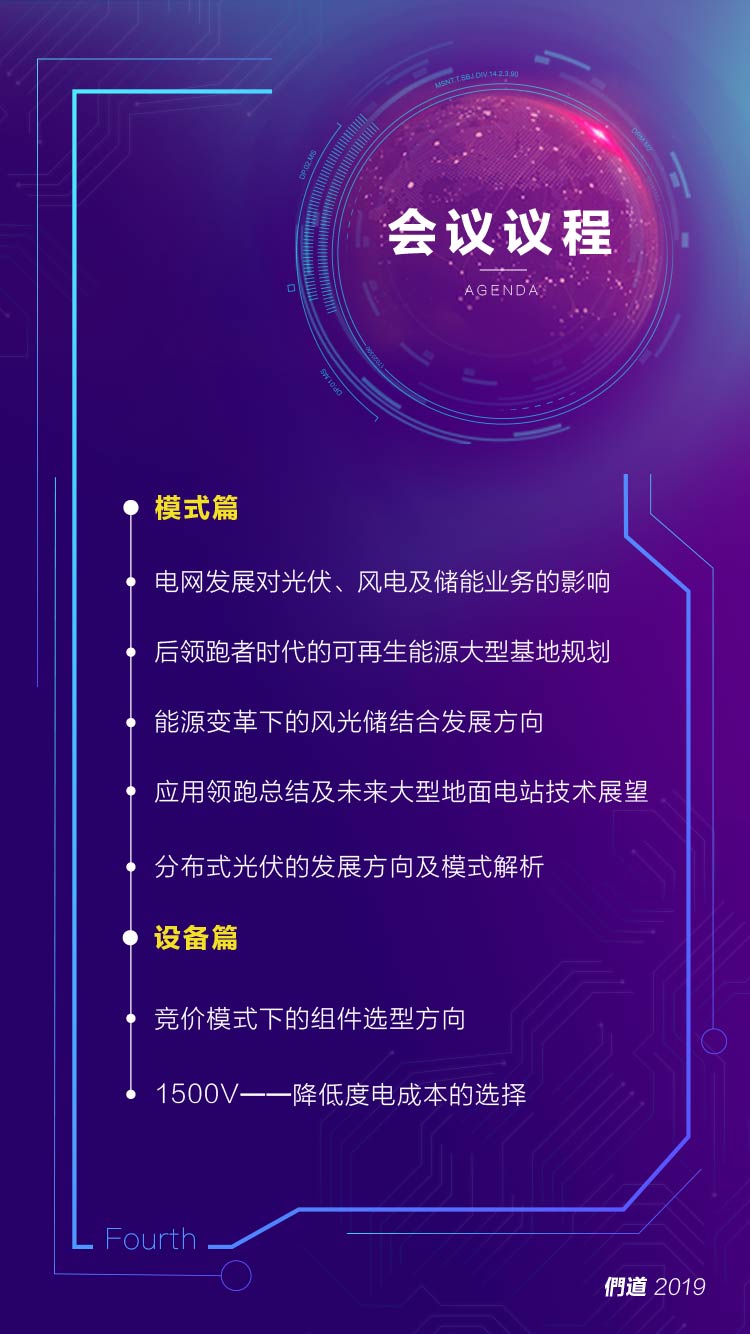 MSNT.T.SBJ.DIV.14.2.3.90
DP.02.MS
会议议程
AGENDA
DP.01.MS
模式篇
电网发展对光伏、风电及储能业务的影响
后领跑者时代的可再生能源大型基地规划
能源变革下的风光储结合发展方向
应用领跑总结及未来大型地面电站技术展望
分布式光伏的发展方向及模式解析
设备篇
竞价模式下的组件选型方向
1500V——降低度电成本的选择
Fourth
們道 2019